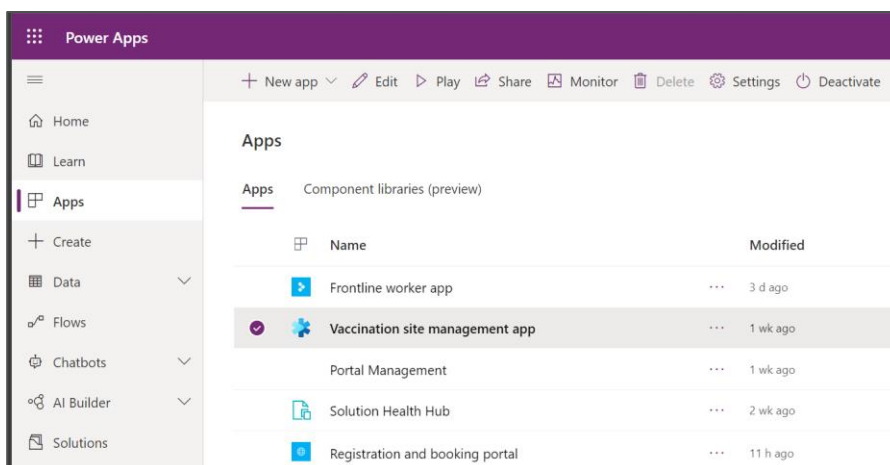 Power Apps
New app Edit Play Share Monitor Delete Settings Deactivate
Home
Learn
Apps
Create
Data
Flows
Chatbots
AI Builder
Solutions
Apps
Apps Component libraries (preview)
Name Modified
Frontline worker app ... 3 d ago
Vaccination site management app ... 1 wk ago
Portal Management ... 1 wk ago
Solution Health Hub ... 2 wk ago
Registration and booking portal ... 11 h ago